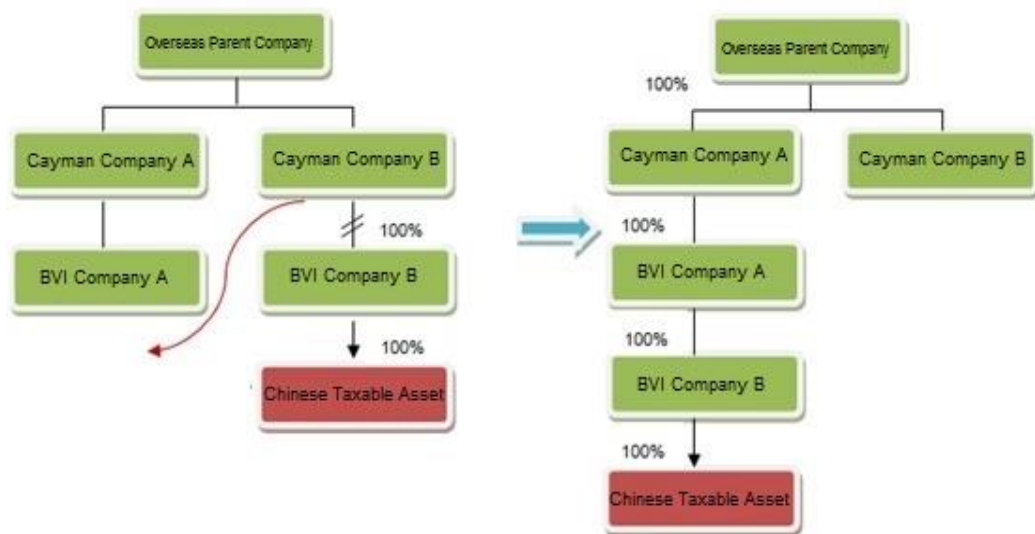 Overseas Parent Company
Cayman Company A
Cayman Company B
100%
BVI Company A
BVI Company B
100%
Chinese Taxable Asset
Overseas Parent Company
100%
Cayman Company A
Cayman Company B
100%
BVI Company A
100%
BVI Company B
100%
Chinese Taxable Asset